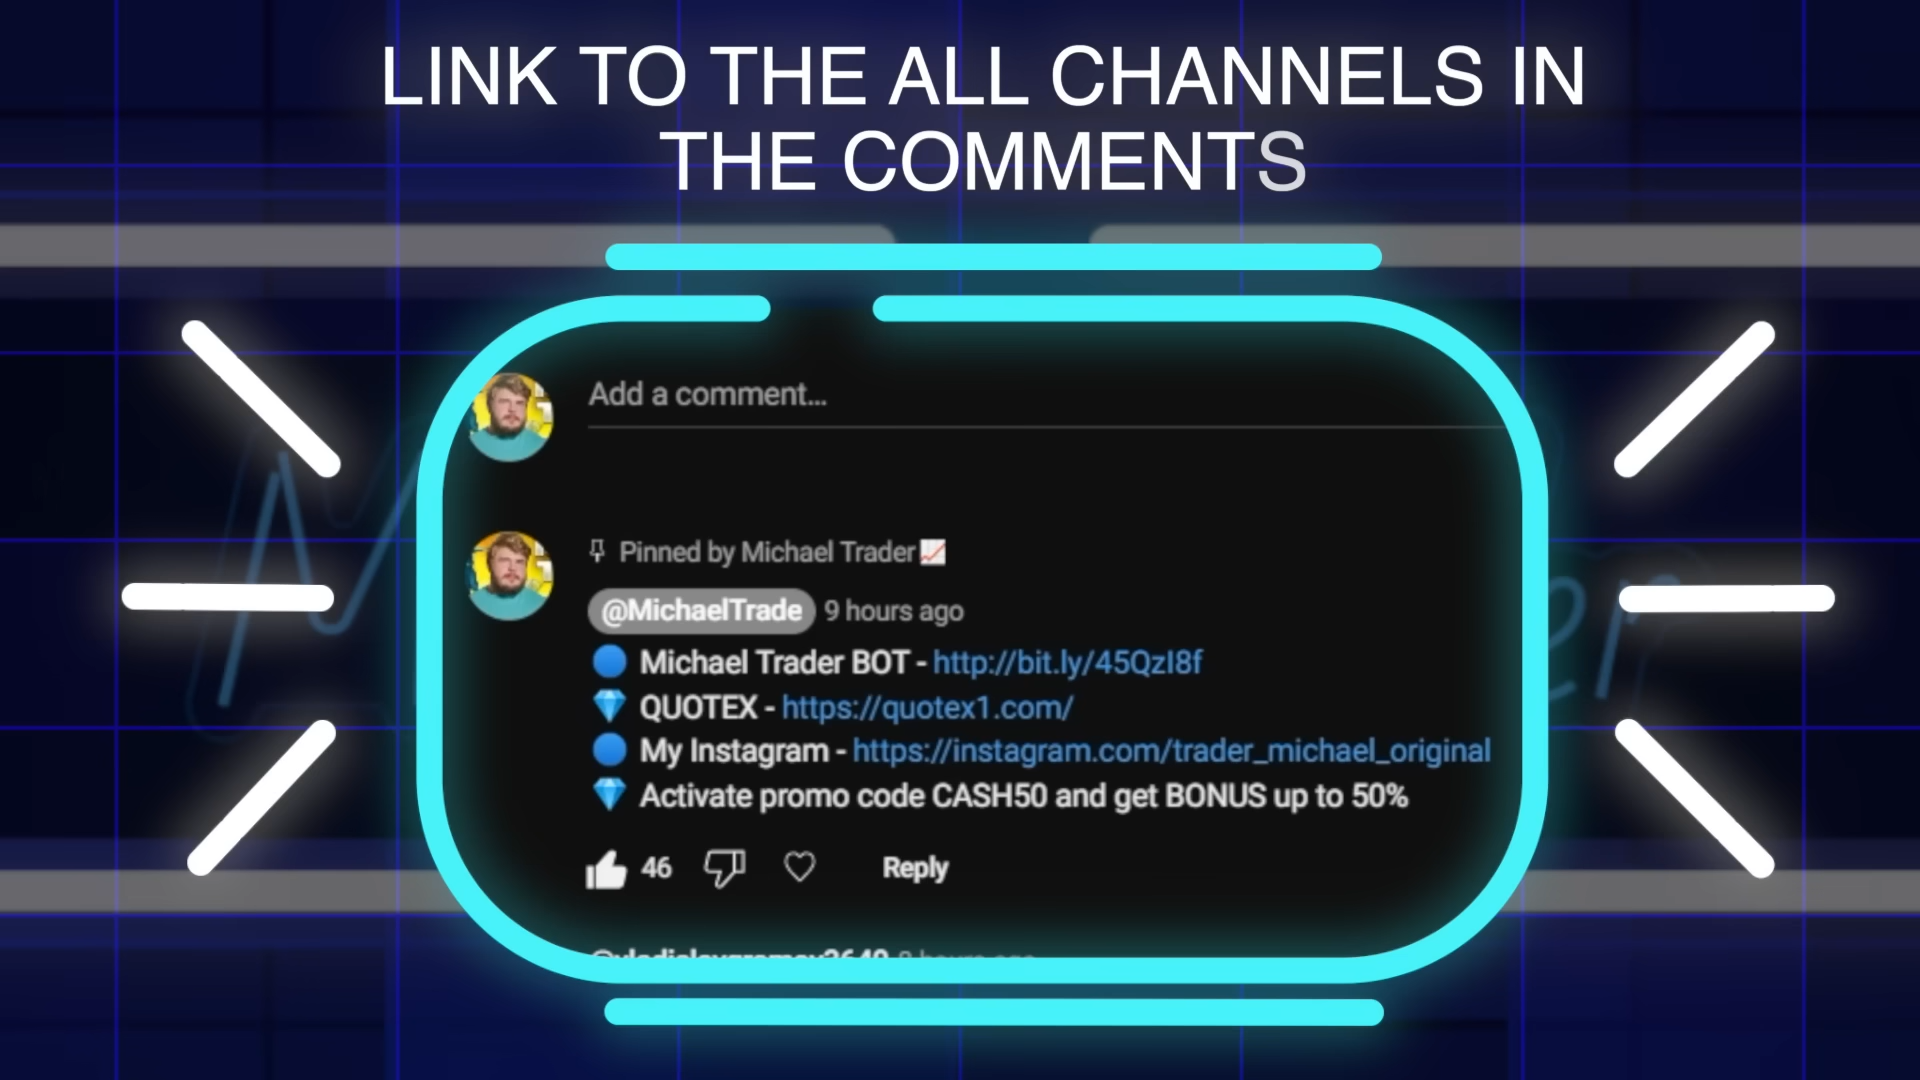 LINK TO THE ALL CHANNELS IN
THE COMMENTS
Add a comment...
Pinned by Michael Trader📈
@MichaelTrade 9 hours ago
🔵 Michael Trader BOT - http://bit.ly/45QzI8f
💎 QUOTEX - https://quotex1.com/
🔵 My Instagram - https://instagram.com/trader_michael_original
💎 Activate promo code CASH50 and get BONUS up to 50%
46 Reply